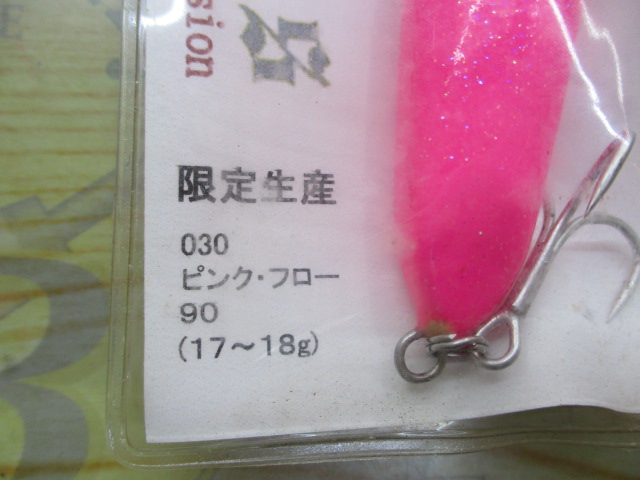 sion
限定生産
030
ピンク・フロー
90
(17～18g)